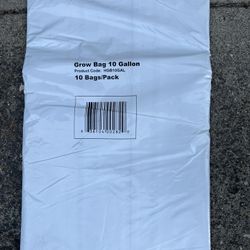 Grow Bag 10 Gallon
Product Code: HGB10GAL
10 Bags/Pack